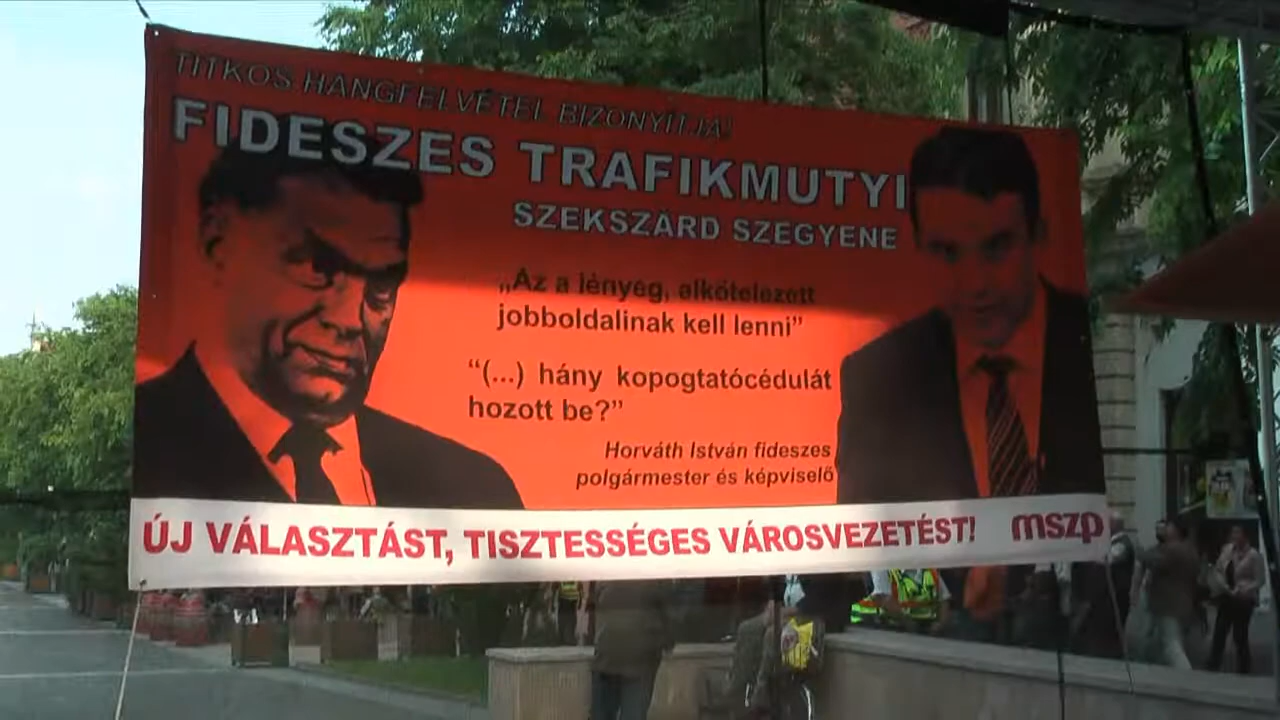 TITKOS HANGFELVÉTEL BIZONYÍTJA!
FIDESZES TRAFIKMUTYI
SZEKSZÁRD SZÉGYENE
„Az a lényeg, elkötelezett
jobboldalinak kell lenni”
“(...) hány kopogtatócédulát
hozott be?”
Horváth István fideszes
polgármester és képviselő
ÚJ VÁLASZTÁST, TISZTESSÉGES VÁROSVEZETÉST!
mszp